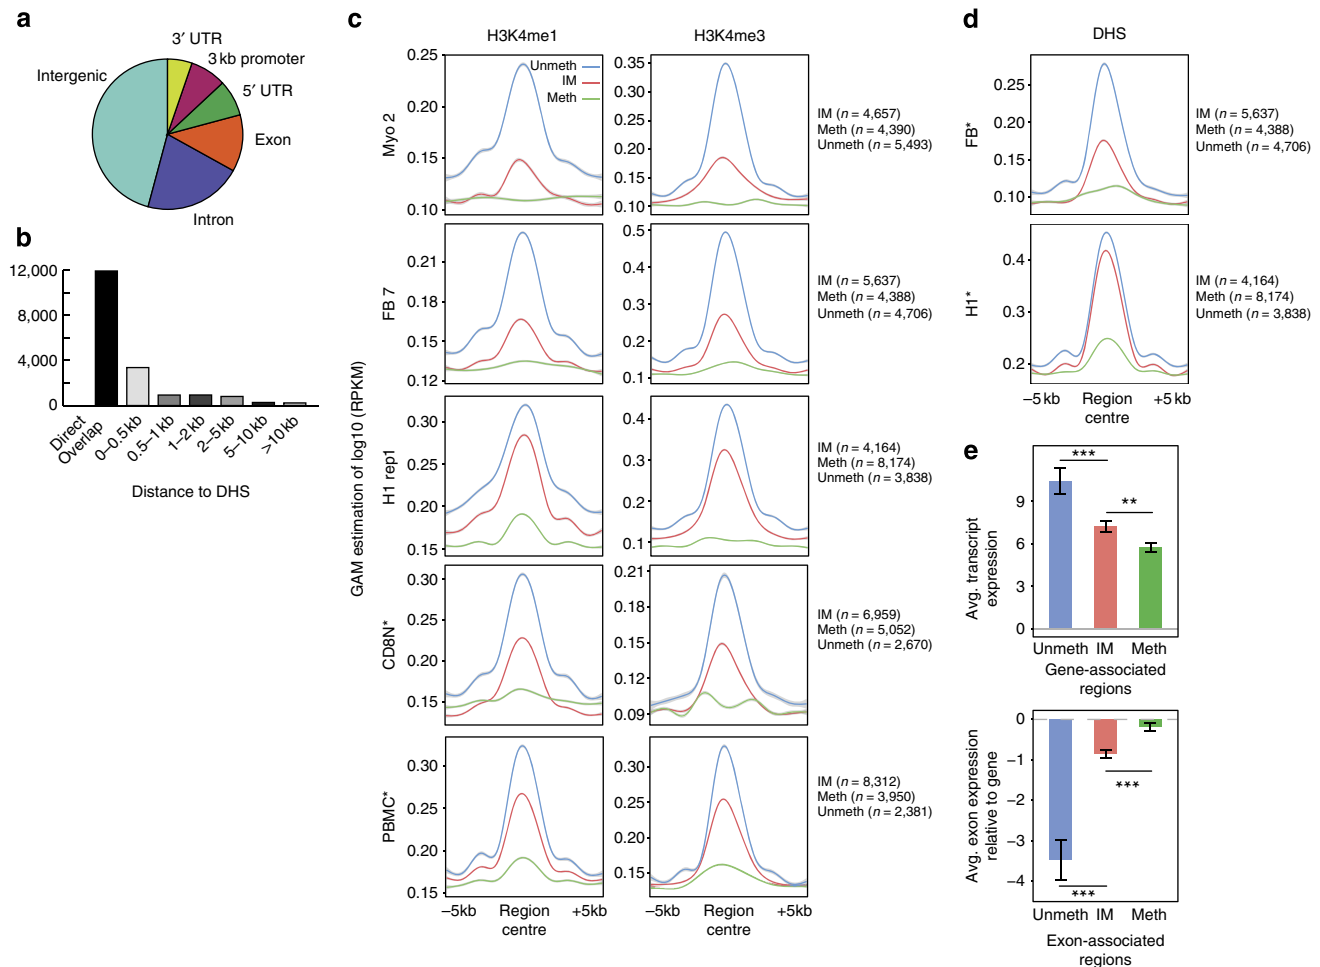 a
3′ UTR
3 kb promoter
5′ UTR
Exon
Intron
Intergenic
b
12,000
8,000
4,000
0
Direct Overlap
0–0.5 kb
0.5–1 kb
1–2 kb
2–5 kb
5–10 kb
>10 kb
Distance to DHS
c
H3K4me1
H3K4me3
GAM estimation of log10 (RPKM)
Myo 2
0.25
0.20
0.15
0.10
Unmeth
IM
Meth
0.35
0.30
0.25
0.20
0.15
0.10
IM (n = 4,657)
Meth (n = 4,390)
Unmeth (n = 5,493)
FB 7
0.21
0.18
0.15
0.12
0.5
0.4
0.3
0.2
0.1
IM (n = 5,637)
Meth (n = 4,388)
Unmeth (n = 4,706)
H1 rep1
0.30
0.25
0.20
0.15
0.4
0.3
0.2
0.1
IM (n = 4,164)
Meth (n = 8,174)
Unmeth (n = 3,838)
CD8N*
0.30
0.25
0.20
0.15
0.21
0.18
0.15
0.12
0.09
IM (n = 6,959)
Meth (n = 5,052)
Unmeth (n = 2,670)
PBMC*
0.30
0.25
0.20
0.15
0.30
0.25
0.20
0.15
IM (n = 8,312)
Meth (n = 3,950)
Unmeth (n = 2,381)
–5kb
Region centre
+5kb
–5kb
Region centre
+5kb
d
DHS
FB*
0.25
0.20
0.15
0.10
IM (n = 5,637)
Meth (n = 4,388)
Unmeth (n = 4,706)
H1*
0.4
0.3
0.2
IM (n = 4,164)
Meth (n = 8,174)
Unmeth (n = 3,838)
–5 kb
Region centre
+5 kb
e
Avg. transcript expression
9
6
3
0
***
**
Unmeth
IM
Meth
Gene-associated regions
Avg. exon expression relative to gene
0
–1
–2
–3
–4
***
***
Unmeth
IM
Meth
Exon-associated regions